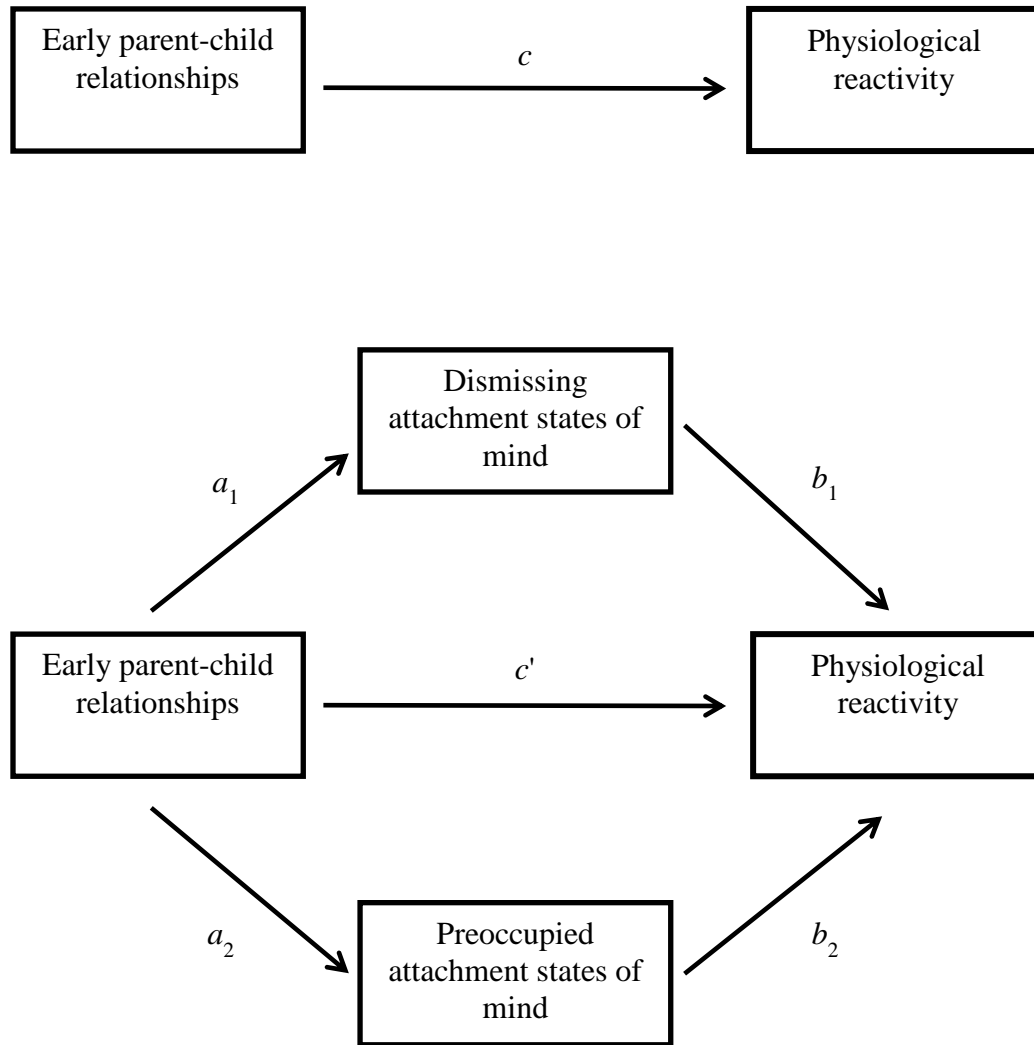 Early parent-child
relationships
c
Physiological
reactivity
Dismissing
attachment states of
mind
a₁
b₁
Early parent-child
relationships
c'
Physiological
reactivity
a₂
Preoccupied
attachment states of
mind
b₂